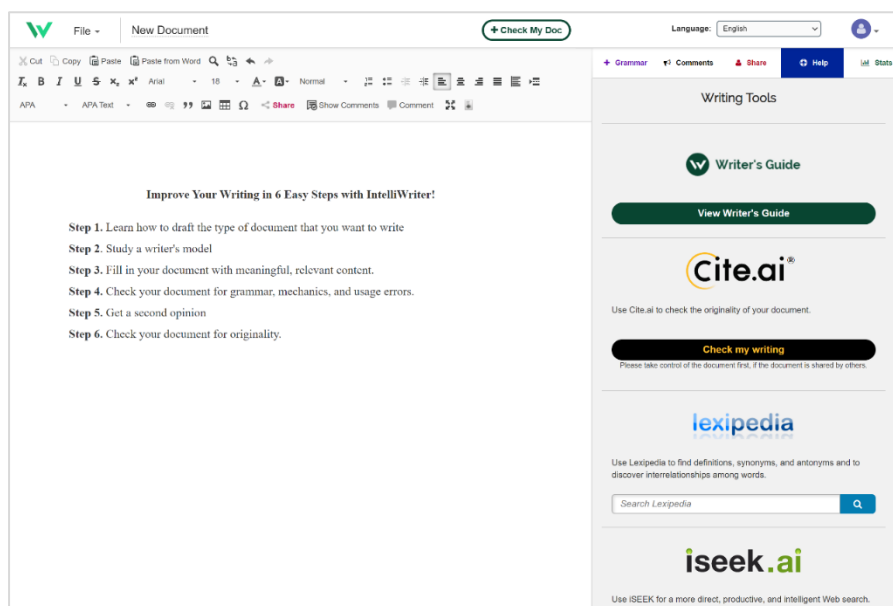 File
New Document
+ Check My Doc
Language: English
Cut Copy Paste Paste from Word
Arial 18 Normal
APA APA Text Share Show Comments Comment
Improve Your Writing in 6 Easy Steps with IntelliWriter!
Step 1. Learn how to draft the type of document that you want to write
Step 2. Study a writer's model
Step 3. Fill in your document with meaningful, relevant content.
Step 4. Check your document for grammar, mechanics, and usage errors.
Step 5. Get a second opinion
Step 6. Check your document for originality.
+ Grammar Comments Share Help Stats
Writing Tools
Writer's Guide
View Writer's Guide
Cite.ai®
Use Cite.ai to check the originality of your document.
Check my writing
Please take control of the document first, if the document is shared by others.
lexipedia
Use Lexipedia to find definitions, synonyms, and antonyms and to
discover interrelationships among words.
Search Lexipedia
iseek.ai
Use iSEEK for a more direct, productive, and intelligent Web search.